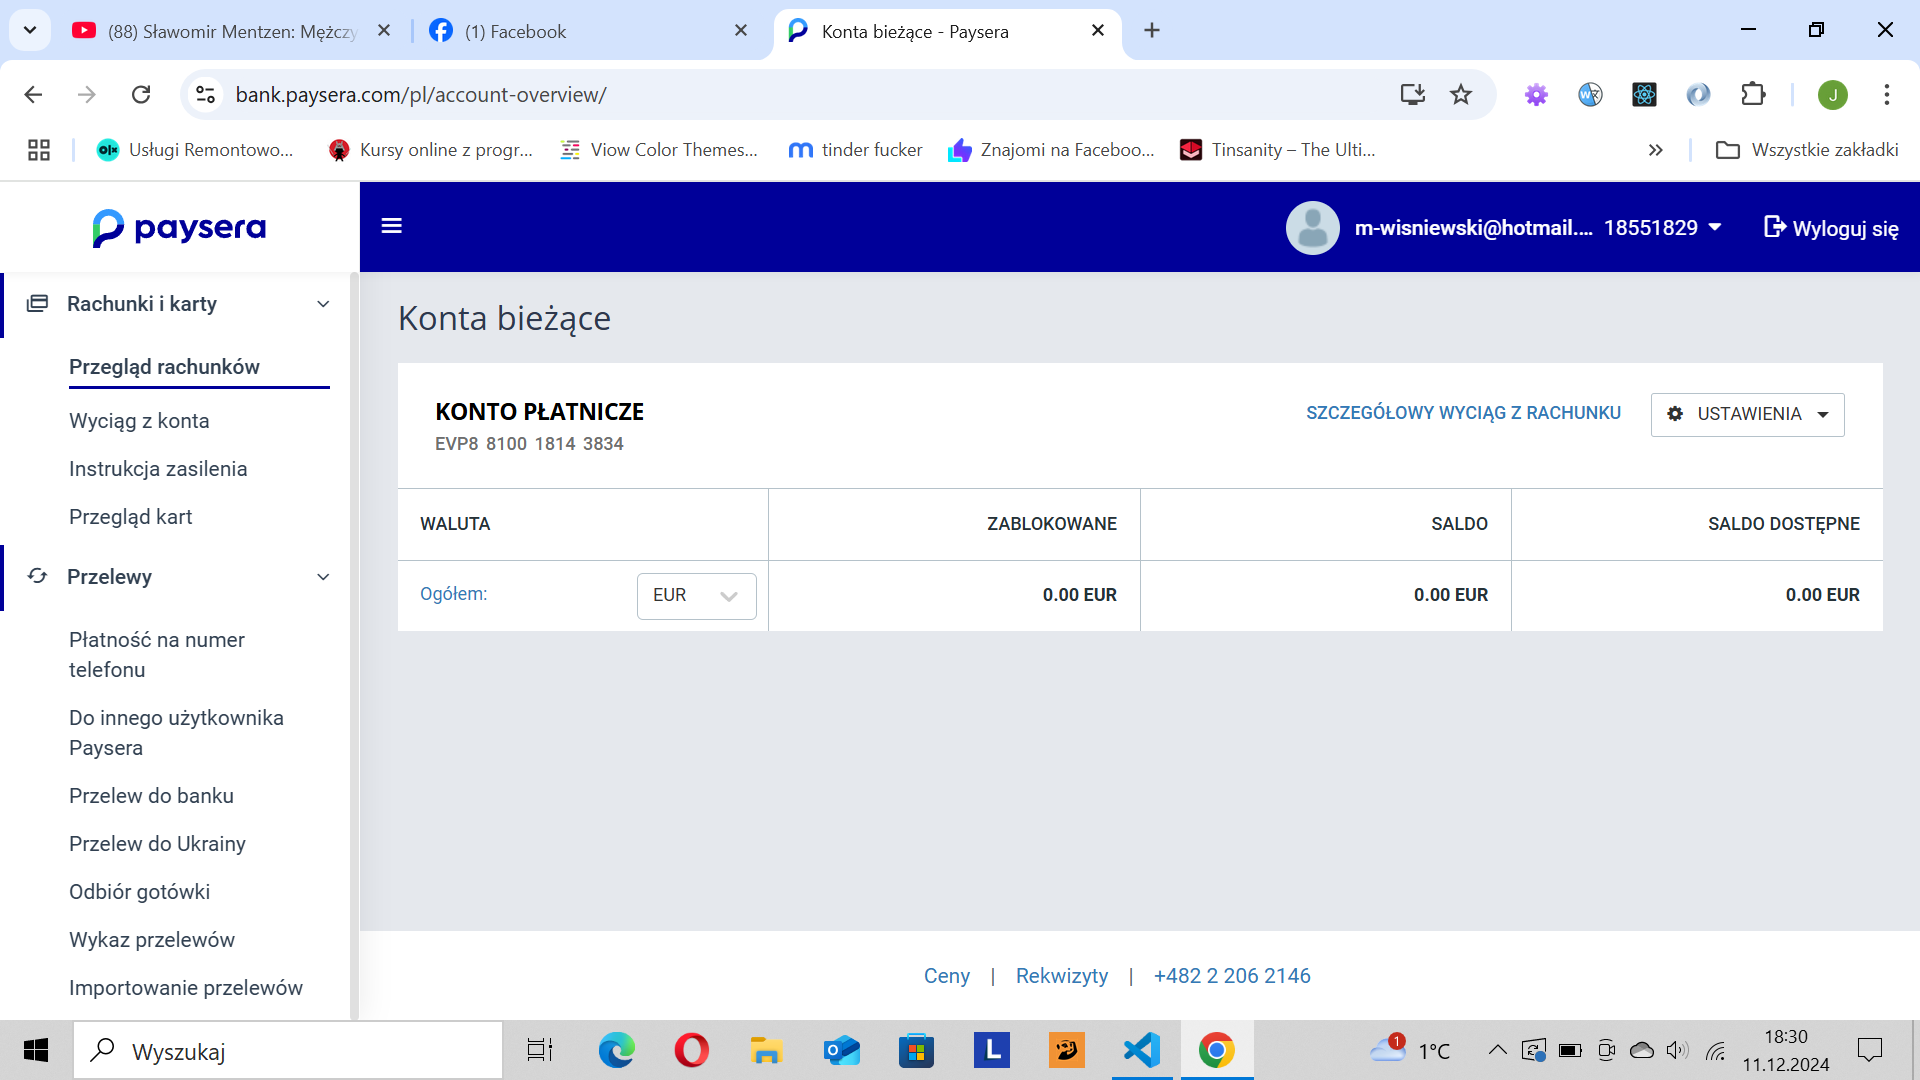 (88) Sławomir Mentzen: Mężczy
(1) Facebook
Konta bieżące - Paysera
bank.paysera.com/pl/account-overview/
J
Usługi Remontowo...
Kursy online z progr...
Viow Color Themes...
tinder fucker
Znajomi na Faceboo...
Tinsanity – The Ulti...
Wszystkie zakładki
paysera
m-wisniewski@hotmail.... 18551829
Wyloguj się
Rachunki i karty
Przegląd rachunków
Wyciąg z konta
Instrukcja zasilenia
Przegląd kart
Przelewy
Płatność na numer
telefonu
Do innego użytkownika
Paysera
Przelew do banku
Przelew do Ukrainy
Odbiór gotówki
Wykaz przelewów
Importowanie przelewów
Konta bieżące
KONTO PŁATNICZE
EVP8 8100 1814 3834
SZCZEGÓŁOWY WYCIĄG Z RACHUNKU
USTAWIENIA
WALUTA
ZABLOKOWANE
SALDO
SALDO DOSTĘPNE
Ogółem:
EUR
0.00 EUR
0.00 EUR
0.00 EUR
Ceny | Rekwizyty | +482 2 206 2146
Wyszukaj
L
1
1°C
18:30
11.12.2024